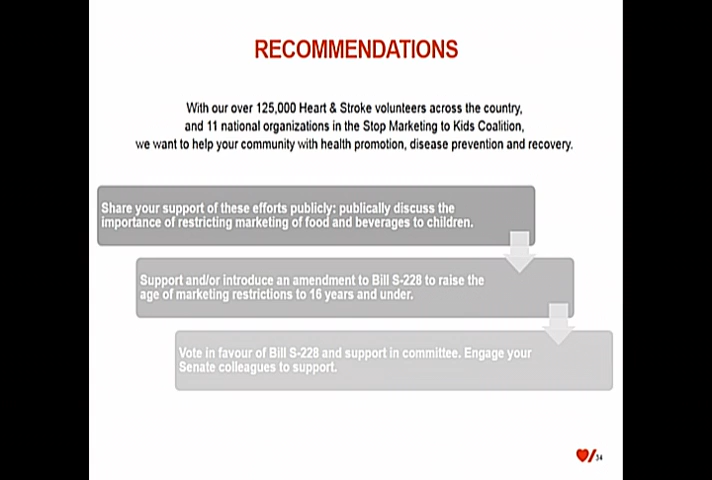 RECOMMENDATIONS
With our over 125,000 Heart & Stroke volunteers across the country,
and 11 national organizations in the Stop Marketing to Kids Coalition,
we want to help your community with health promotion, disease prevention and recovery.
Share your support of these efforts publicly: publically discuss the
importance of restricting marketing of food and beverages to children.
Support and/or introduce an amendment to Bill S-228 to raise the
age of marketing restrictions to 16 years and under.
Vote in favour of Bill S-228 and support in committee. Engage your
Senate colleagues to support.
34